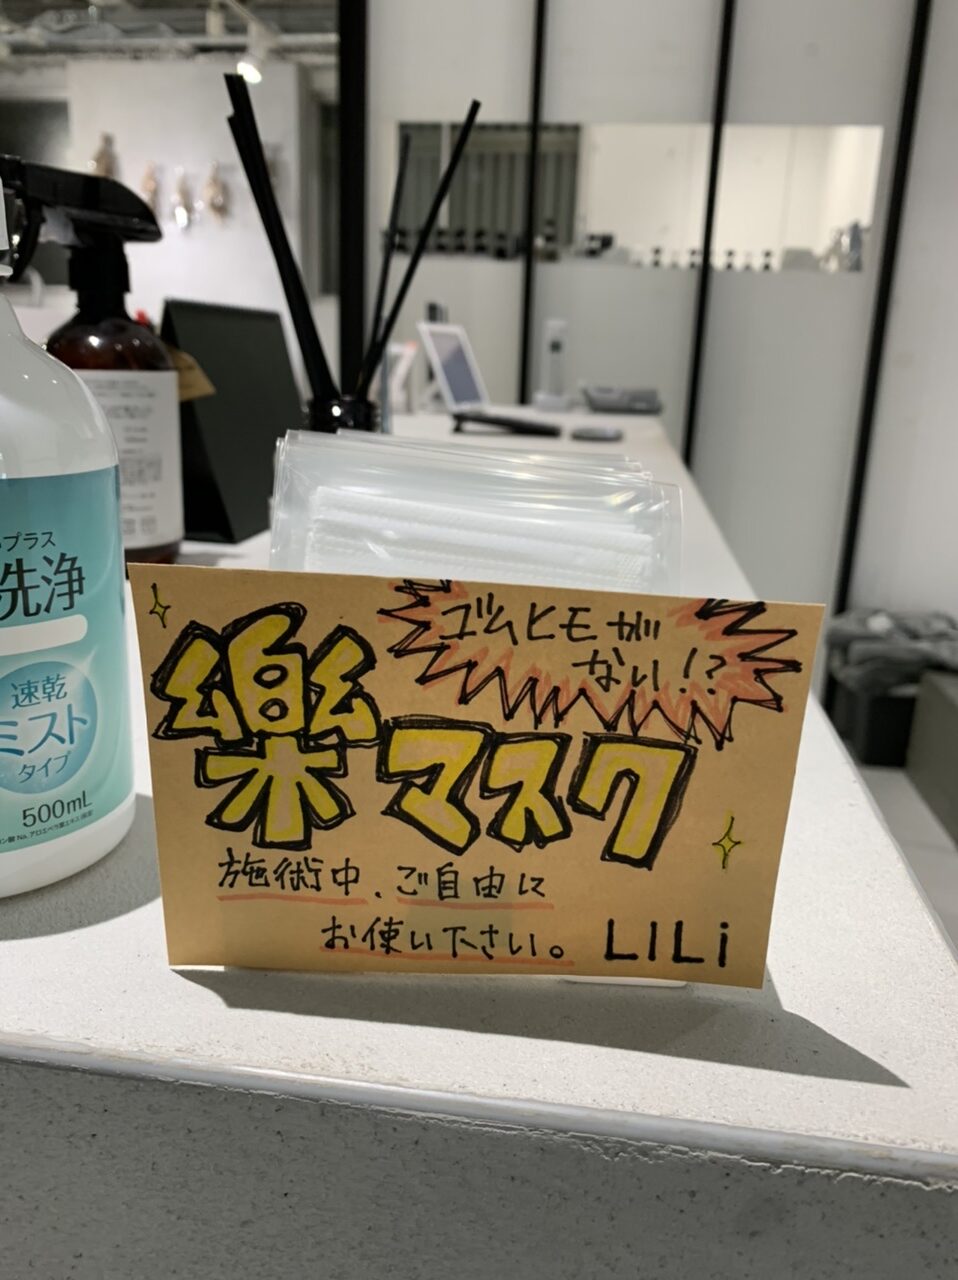 ゴムヒモが
ない!?
樂マスク
施術中、ご自由に
お使い下さい。 LILi
プラス
洗浄
速乾
ミスト
タイプ
500mL